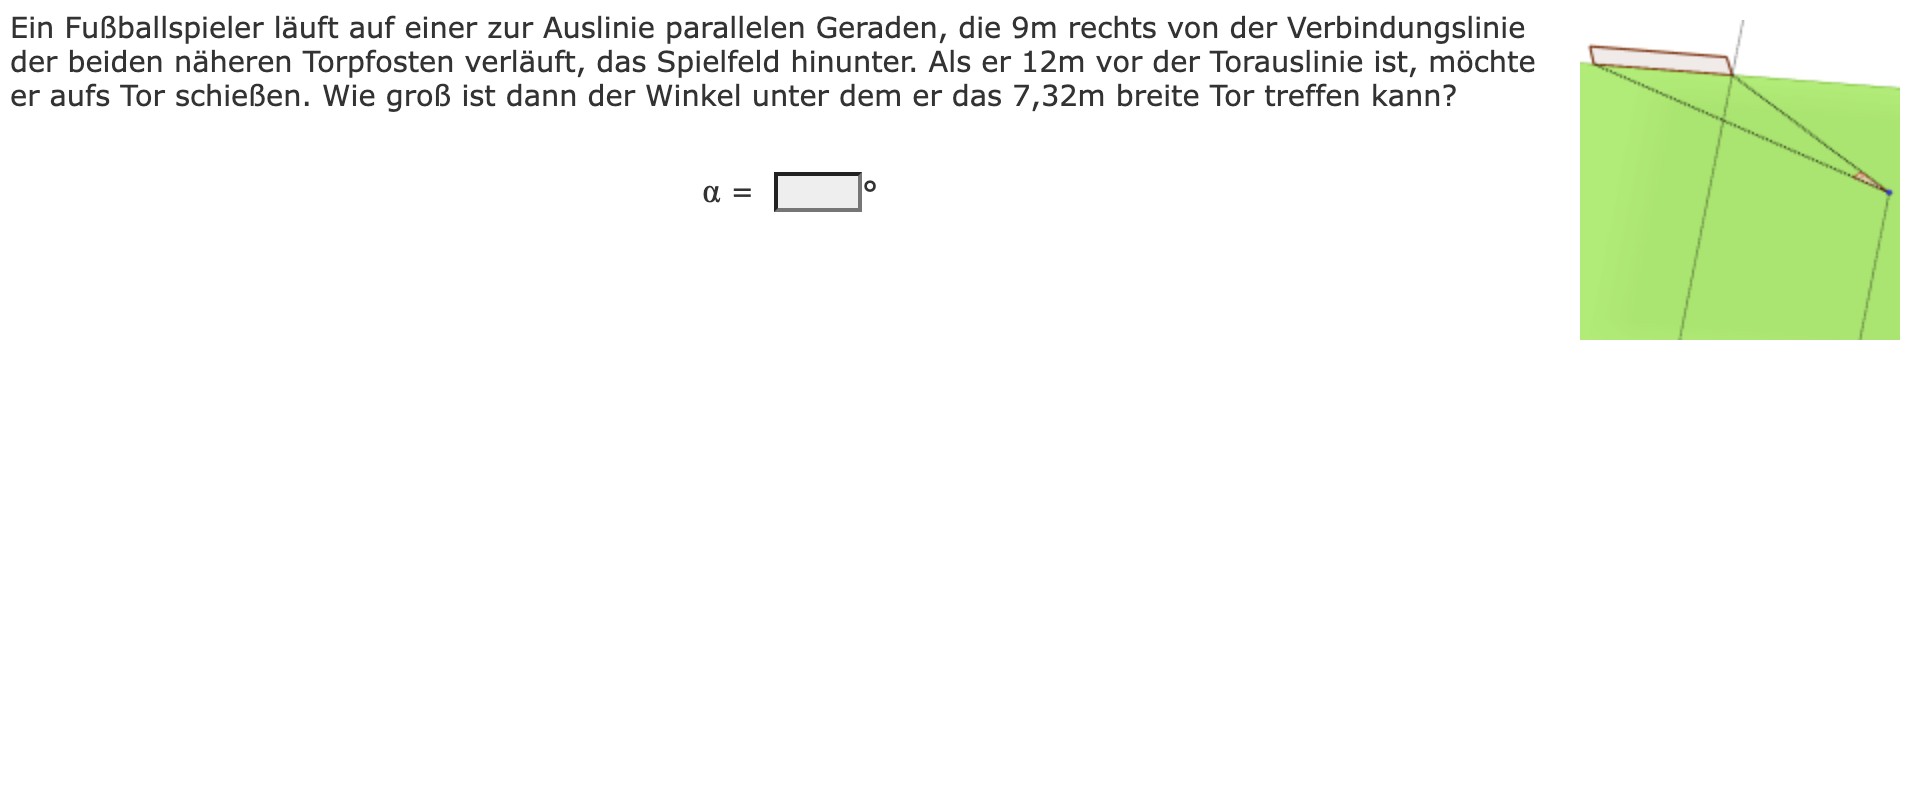 Ein Fußballspieler läuft auf einer zur Auslinie parallelen Geraden, die 9m rechts von der Verbindungslinie
der beiden näheren Torpfosten verläuft, das Spielfeld hinunter. Als er 12m vor der Torauslinie ist, möchte
er aufs Tor schießen. Wie groß ist dann der Winkel unter dem er das 7,32m breite Tor treffen kann?
α = °